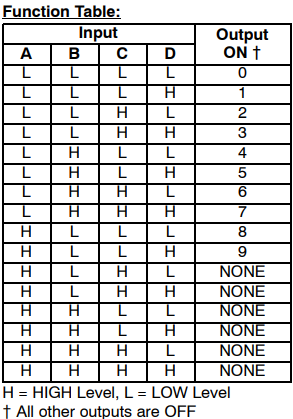 Function Table:
Input Output
A B C D ON †
L L L L 0
L L L H 1
L L H L 2
L L H H 3
L H L L 4
L H L H 5
L H H L 6
L H H H 7
H L L L 8
H L L H 9
H L H L NONE
H L H H NONE
H H L L NONE
H H L H NONE
H H H L NONE
H H H H NONE
H = HIGH Level, L = LOW Level
† All other outputs are OFF